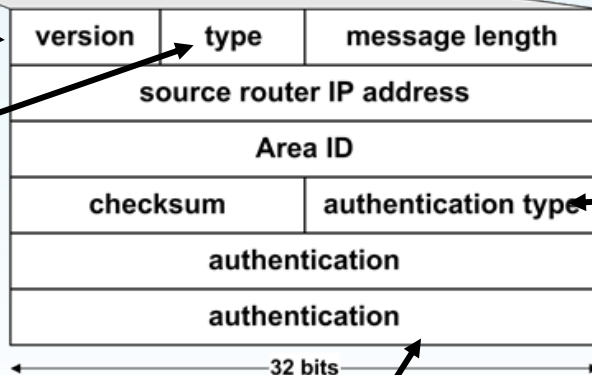 version type message length
source router IP address
Area ID
checksum authentication type
authentication
authentication
32 bits